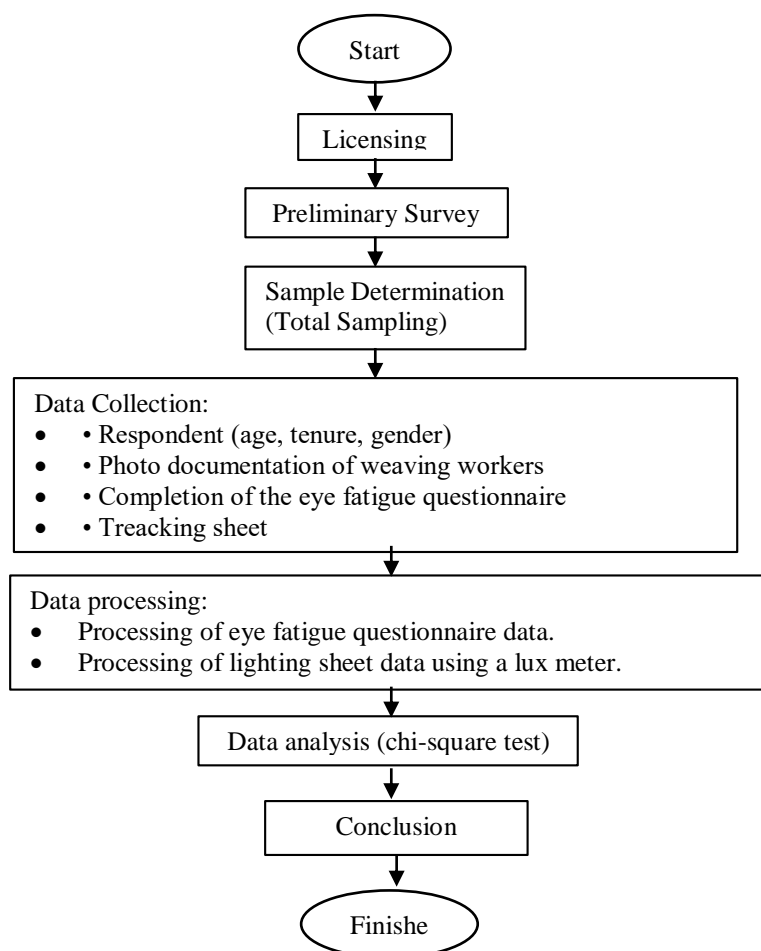 Start
Licensing
Preliminary Survey
Sample Determination
(Total Sampling)
Data Collection:
• • Respondent (age, tenure, gender)
• • Photo documentation of weaving workers
• • Completion of the eye fatigue questionnaire
• • Treacking sheet
Data processing:
• Processing of eye fatigue questionnaire data.
• Processing of lighting sheet data using a lux meter.
Data analysis (chi-square test)
Conclusion
Finishe